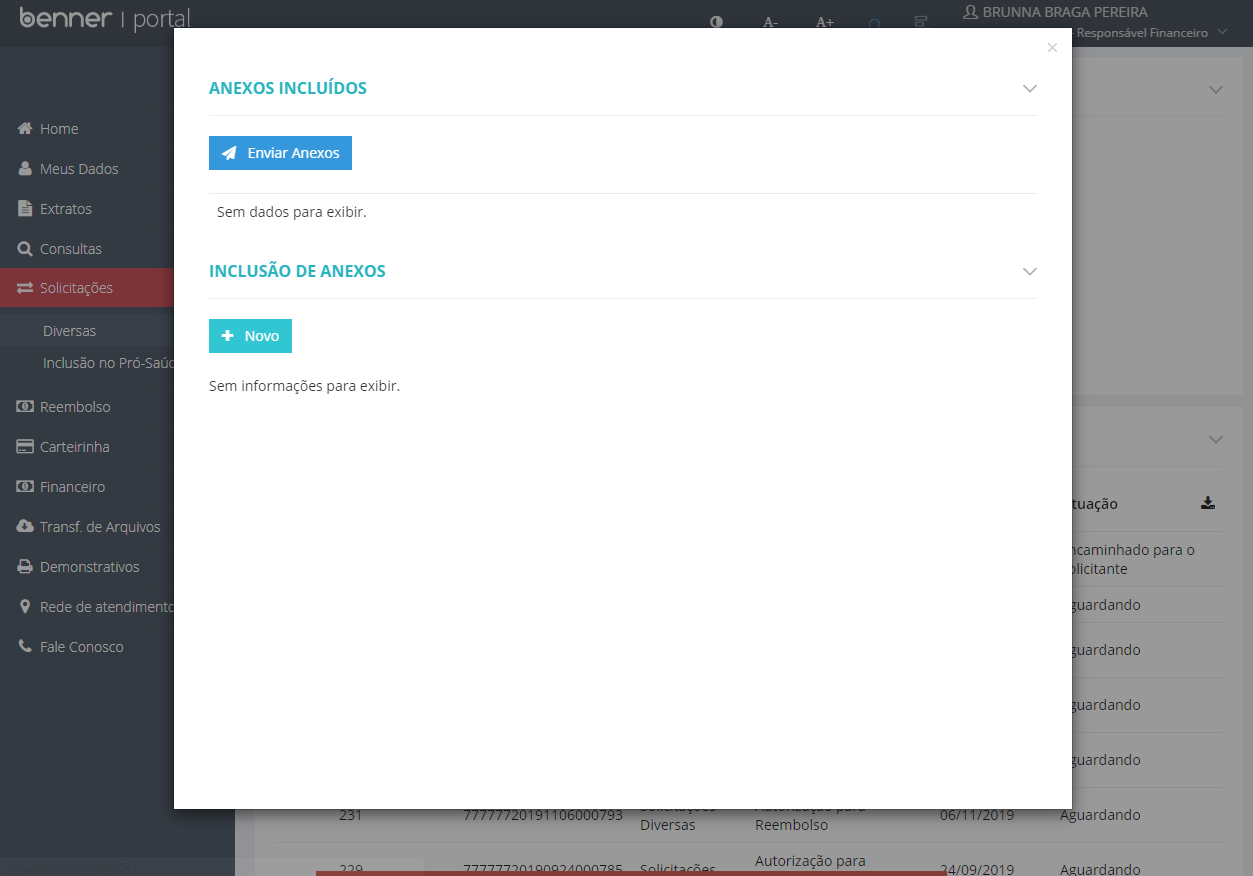 benner | portal
A-
A+
BRUNNA BRAGA PEREIRA
Responsável Financeiro
×
ANEXOS INCLUÍDOS
Enviar Anexos
Sem dados para exibir.
INCLUSÃO DE ANEXOS
Novo
Sem informações para exibir.
Home
Meus Dados
Extratos
Consultas
Solicitações
Diversas
Inclusão no Pró-Saúd
Reembolso
Carteirinha
Financeiro
Transf. de Arquivos
Demonstrativos
Rede de atendimento
Fale Conosco
tuação
ncaminhado para o
olicitante
guardando
guardando
guardando
guardando
231 77777720191106000793 Solicitações Autorização para 06/11/2019 Aguardando
Diversas Reembolso
229 77777720190924000785 Solicitações Autorização para 24/09/2019 Aguardando